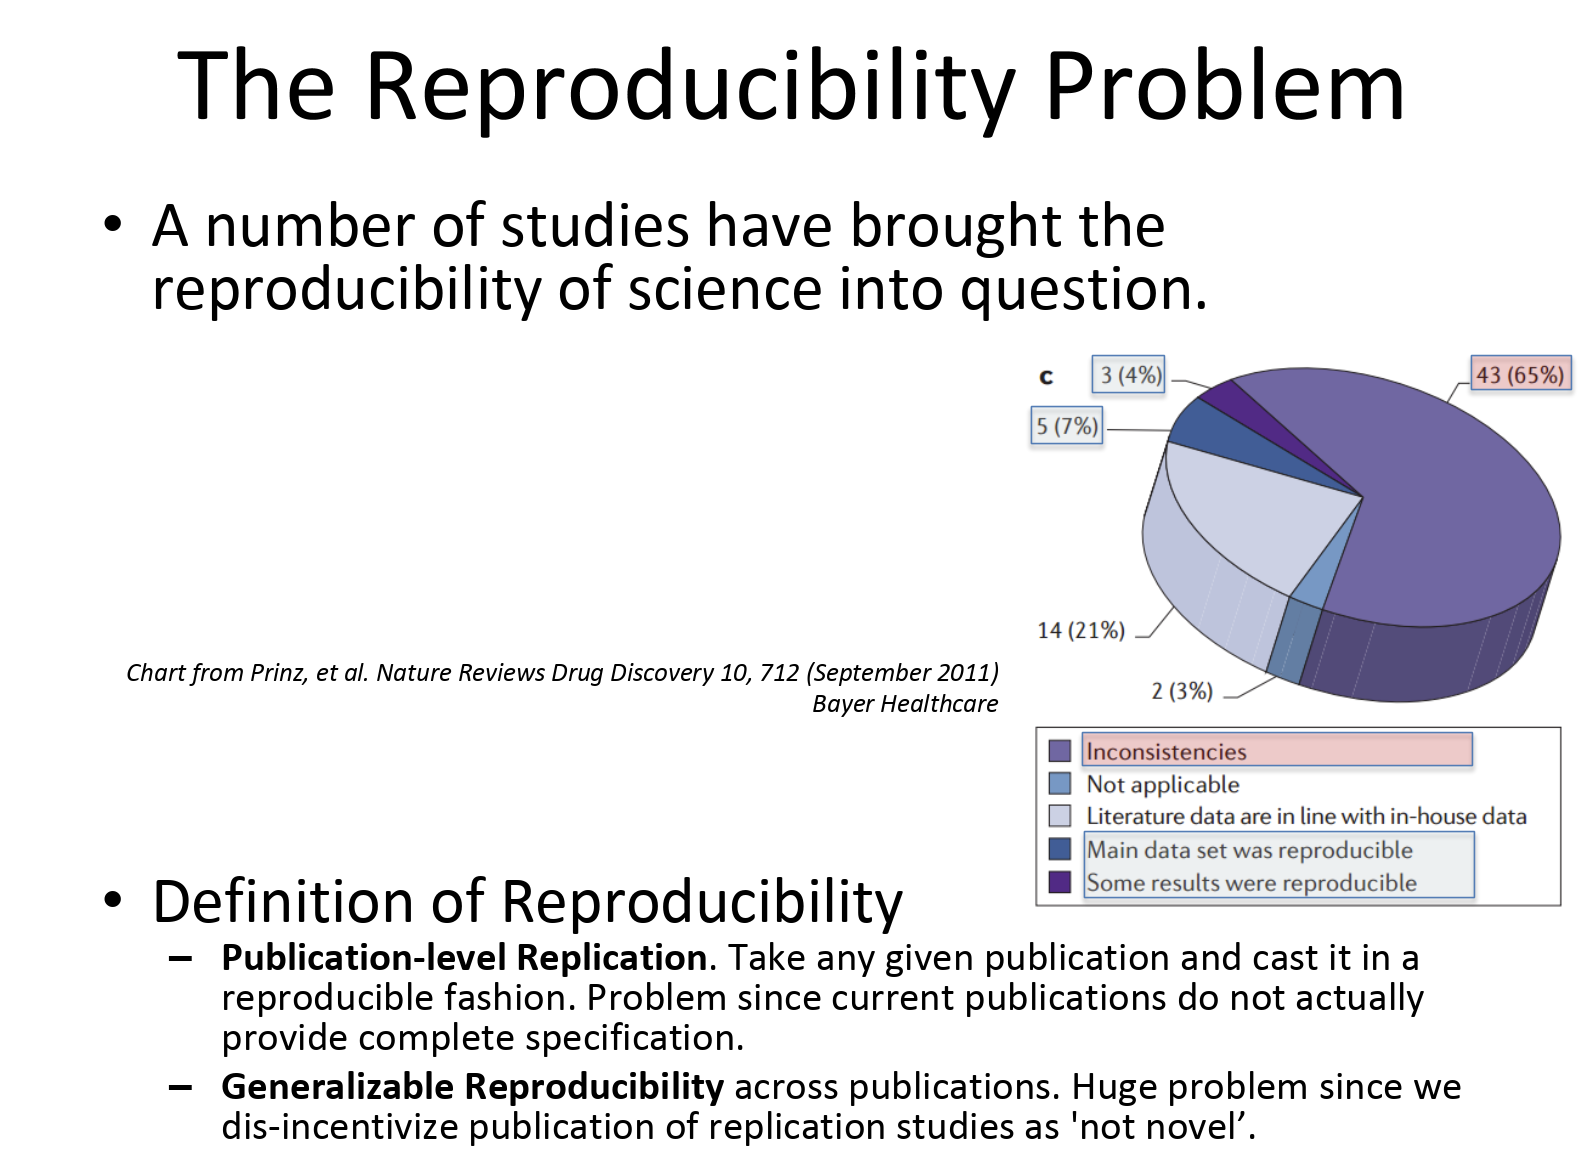 The Reproducibility Problem
• A number of studies have brought the
reproducibility of science into question.
c
3 (4%)
43 (65%)
5 (7%)
14 (21%)
2 (3%)
Chart from Prinz, et al. Nature Reviews Drug Discovery 10, 712 (September 2011)
Bayer Healthcare
Inconsistencies
Not applicable
Literature data are in line with in-house data
Main data set was reproducible
Some results were reproducible
• Definition of Reproducibility
– Publication-level Replication. Take any given publication and cast it in a
reproducible fashion. Problem since current publications do not actually
provide complete specification.
– Generalizable Reproducibility across publications. Huge problem since we
dis-incentivize publication of replication studies as 'not novel’.